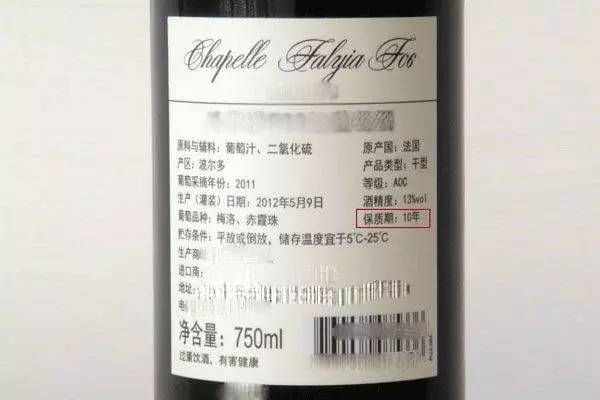 Chapelle Falyia Fo6
原料与辅料：葡萄汁、二氧化硫 原产国：法国
产区：波尔多 产品类型：干型
葡萄采摘年份：2011 等级：AOC
生产（灌装）日期：2012年5月9日 酒精度：13%vol
葡萄品种：梅洛、赤霞珠 保质期：10年
贮存条件：平放或倒放，储存温度宜于5℃-25℃
生产商
进口商：
地址：
净含量：750ml
过量饮酒，有害健康